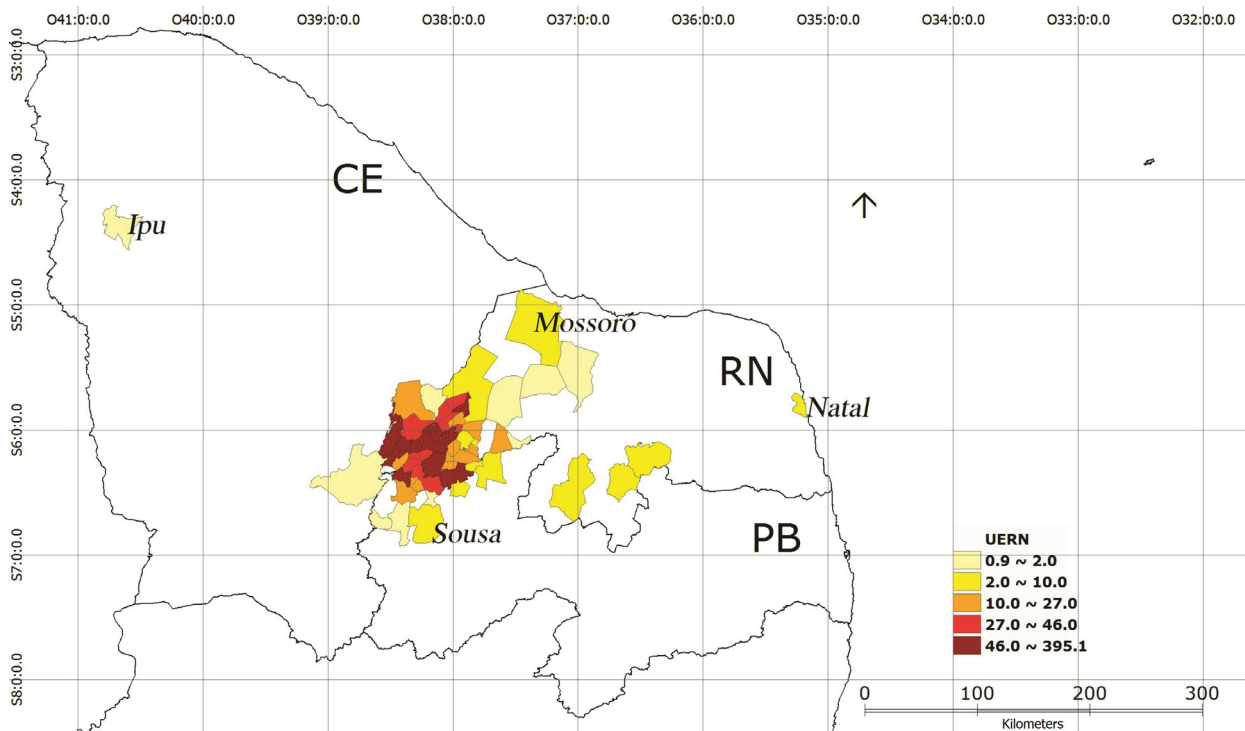 O41:0:0.0 O40:0:0.0 O39:0:0.0 O38:0:0.0 O37:0:0.0 O36:0:0.0 O35:0:0.0 O34:0:0.0 O33:0:0.0 O32:0:0.0
S3:0:0.0
S4:0:0.0
S5:0:0.0
S6:0:0.0
S7:0:0.0
S8:0:0.0
CE
Ipu
Mossoro
RN
Natal
Sousa
PB
UERN
0.9 ~ 2.0
2.0 ~ 10.0
10.0 ~ 27.0
27.0 ~ 46.0
46.0 ~ 395.1
0 100 200 300
Kilometers